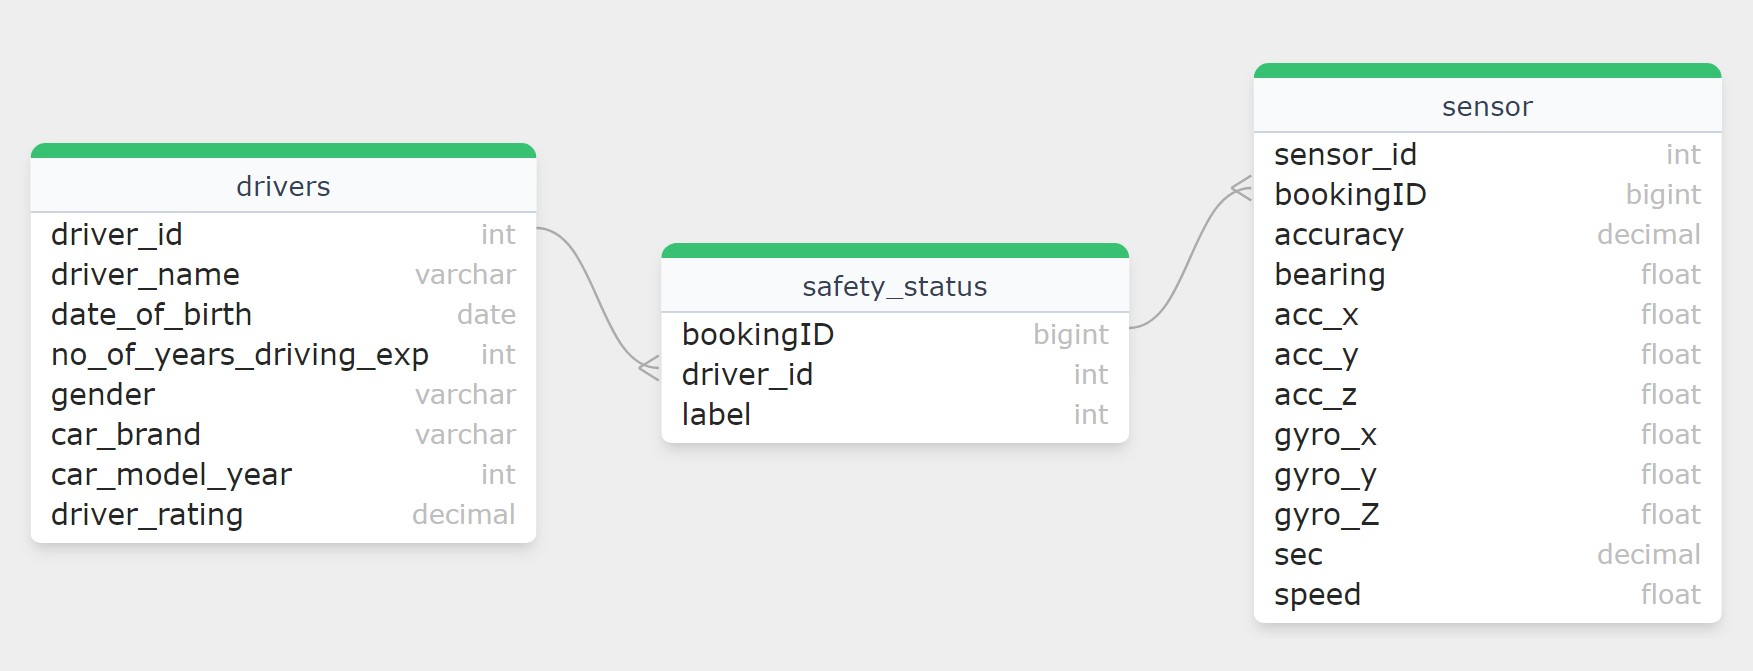 drivers
driver_id int
driver_name varchar
date_of_birth date
no_of_years_driving_exp int
gender varchar
car_brand varchar
car_model_year int
driver_rating decimal
safety_status
bookingID bigint
driver_id int
label int
sensor
sensor_id int
bookingID bigint
accuracy decimal
bearing float
acc_x float
acc_y float
acc_z float
gyro_x float
gyro_y float
gyro_Z float
sec decimal
speed float